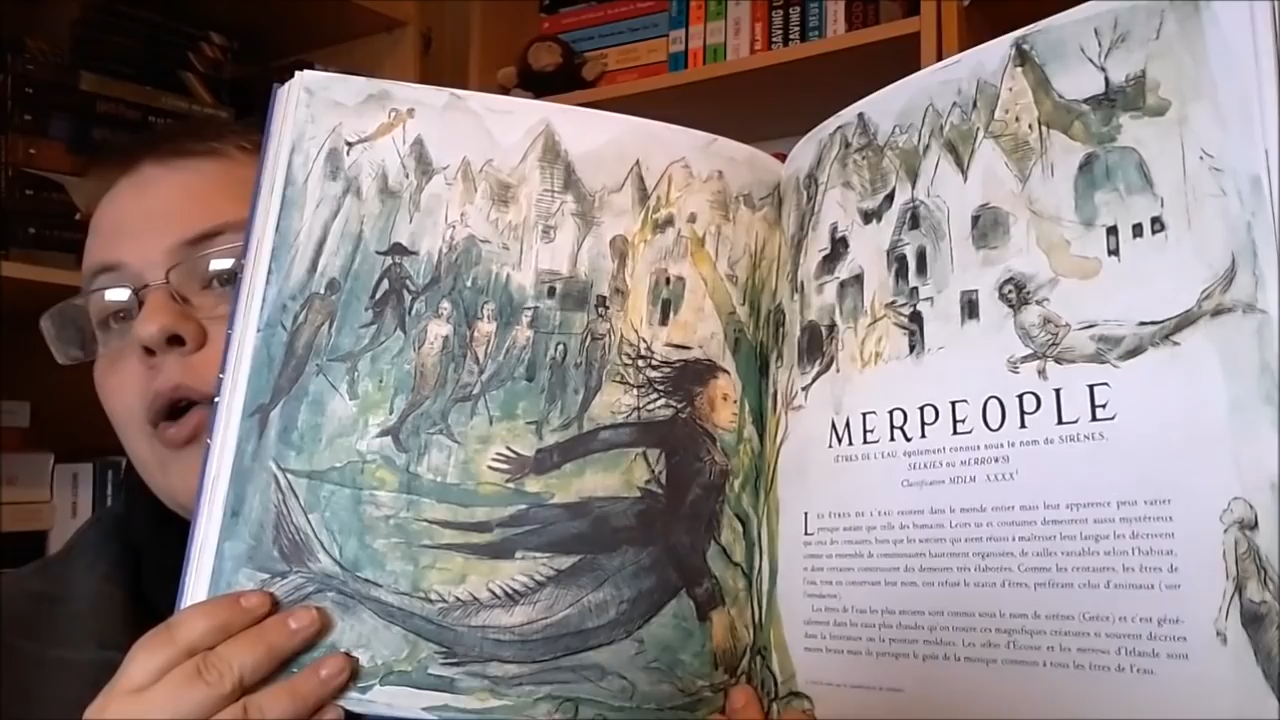 SAVING
SAVING
MERPEOPLE
(ÊTRES DE L'EAU, également connus sous le nom de SIRÈNES,
SELKIES ou MERROWS)
Classification MDLM XXXX¹
LES ÊTRES DE L'EAU existent dans le monde entier mais leur apparence peut varier
presque autant que celle des humains. Leurs us et coutumes demeurent aussi mystérieux
que ceux des centaures, bien que les sorciers qui aient réussi à maîtriser leur langue les décrivent
comme un ensemble de communautés hautement organisées, de tailles variables selon l'habitat,
et dont certaines construisent des demeures très élaborées. Comme les centaures, les êtres de
l'eau, tout en conservant leur nom, ont refusé le statut d'êtres, préférant celui d'animaux (voir
l'introduction).
Les êtres de l'eau les plus anciens sont connus sous le nom de sirènes (Grèce) et c'est géné-
ralement dans les eaux plus chaudes qu'on trouve ces magnifiques créatures si souvent décrites
dans la littérature ou la peinture moldues. Les selkies d'Écosse et les merrows d'Irlande sont
moins beaux mais ils partagent le goût de la musique commun à tous les êtres de l'eau.